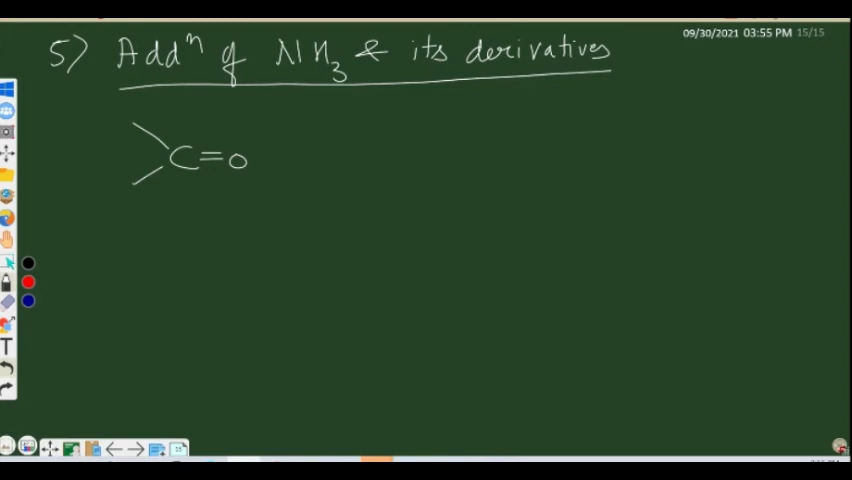 09/30/2021 03:55 PM 15/15
5) Addⁿ of NH₃ & its derivatives
>C=O
T